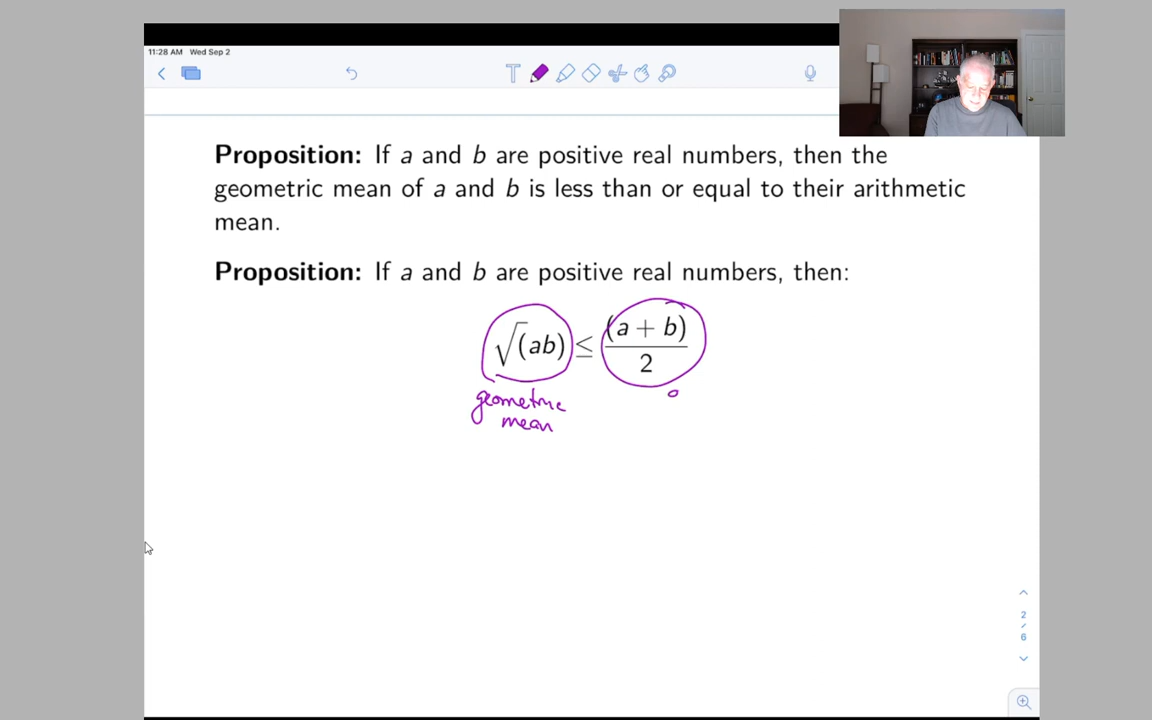 11:28 AM Wed Sep 2
T
Proposition: If a and b are positive real numbers, then the
geometric mean of a and b is less than or equal to their arithmetic
mean.
Proposition: If a and b are positive real numbers, then:
√(ab) ≤ (a + b)/2
geometric
mean
2
/
6